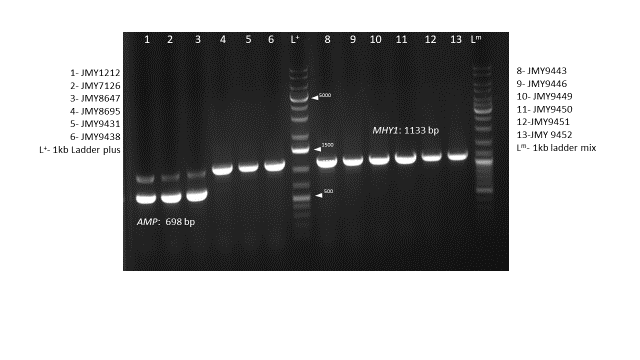 1 2 3 4 5 6 L⁺ 8 9 10 11 12 13 Lᵐ
1- JMY1212
2- JMY7126
3- JMY8647
4- JMY8695
5- JMY9431
6- JMY9438
L⁺- 1kb Ladder plus
5000
1500
500
MHY1: 1133 bp
AMP: 698 bp
8- JMY9443
9- JMY9446
10- JMY9449
11- JMY9450
12-JMY9451
13-JMY 9452
Lᵐ- 1kb ladder mix